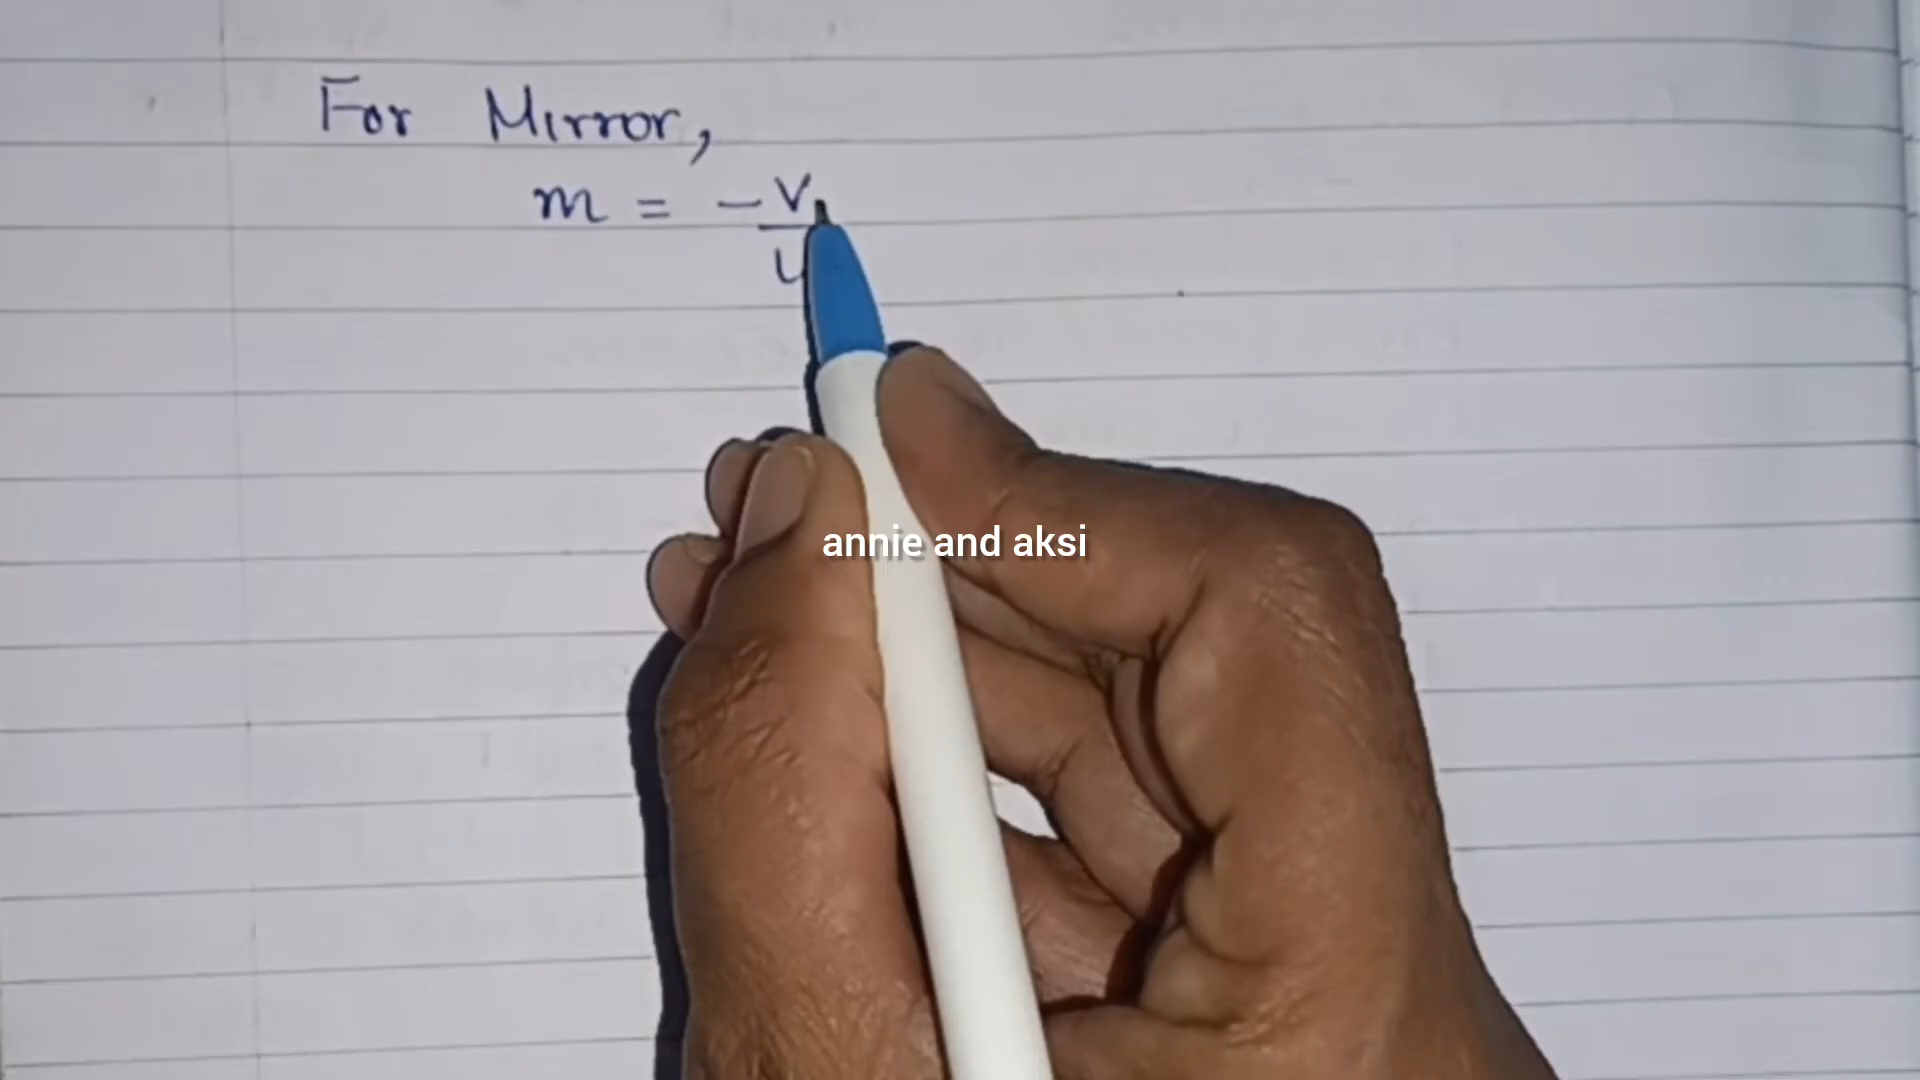 For Mirror,
m = -v
u
annie and aksi